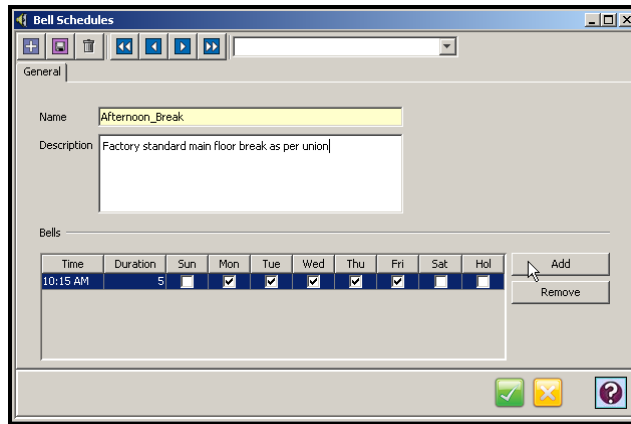 Bell Schedules
General
Name Afternoon_Break
Description Factory standard main floor break as per union
Bells
Time Duration Sun Mon Tue Wed Thu Fri Sat Hol
10:15 AM 5
Add
Remove
?